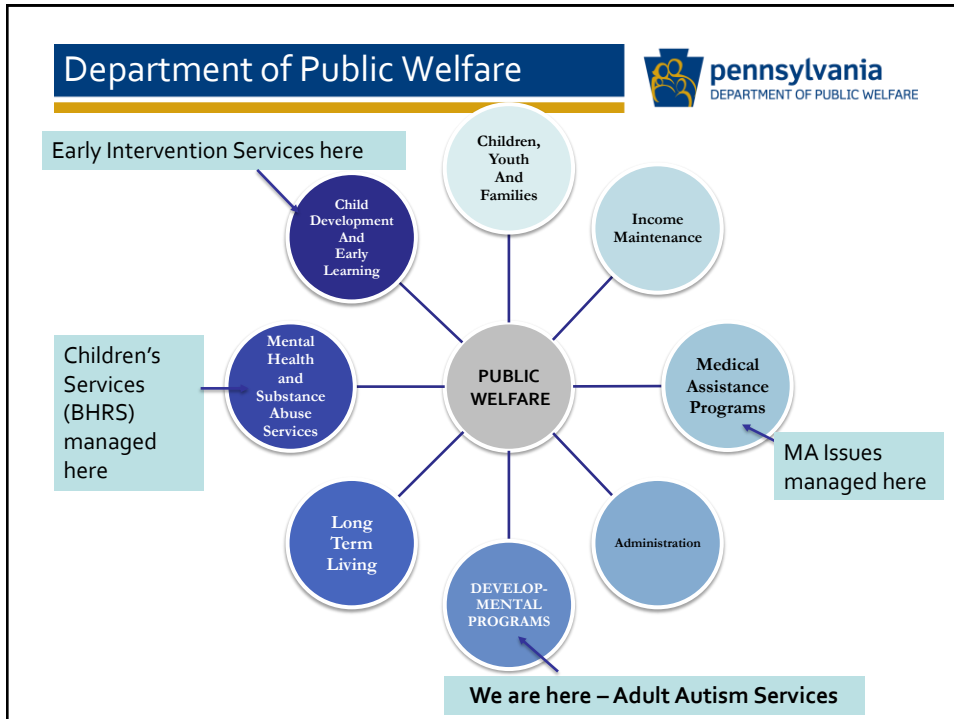 Department of Public Welfare
pennsylvania
DEPARTMENT OF PUBLIC WELFARE
Early Intervention Services here
Children,
Youth
And
Families
Child
Development
And
Early
Learning
Income
Maintenance
Children’s
Services
(BHRS)
managed
here
Mental
Health
and
Substance
Abuse
Services
PUBLIC
WELFARE
Medical
Assistance
Programs
MA Issues
managed here
Long
Term
Living
Administration
DEVELOP-
MENTAL
PROGRAMS
We are here – Adult Autism Services